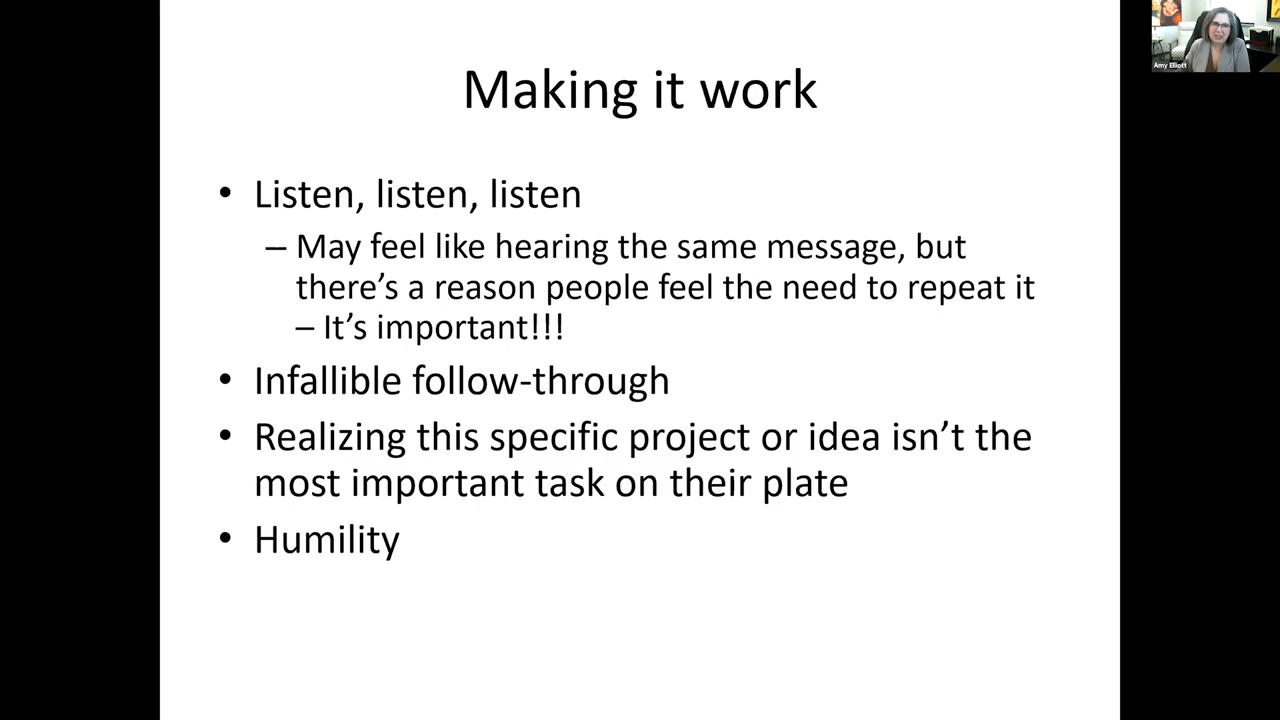 Making it work
• Listen, listen, listen
– May feel like hearing the same message, but
there’s a reason people feel the need to repeat it
– It’s important!!!
• Infallible follow-through
• Realizing this specific project or idea isn’t the
most important task on their plate
• Humility
Amy Elliott